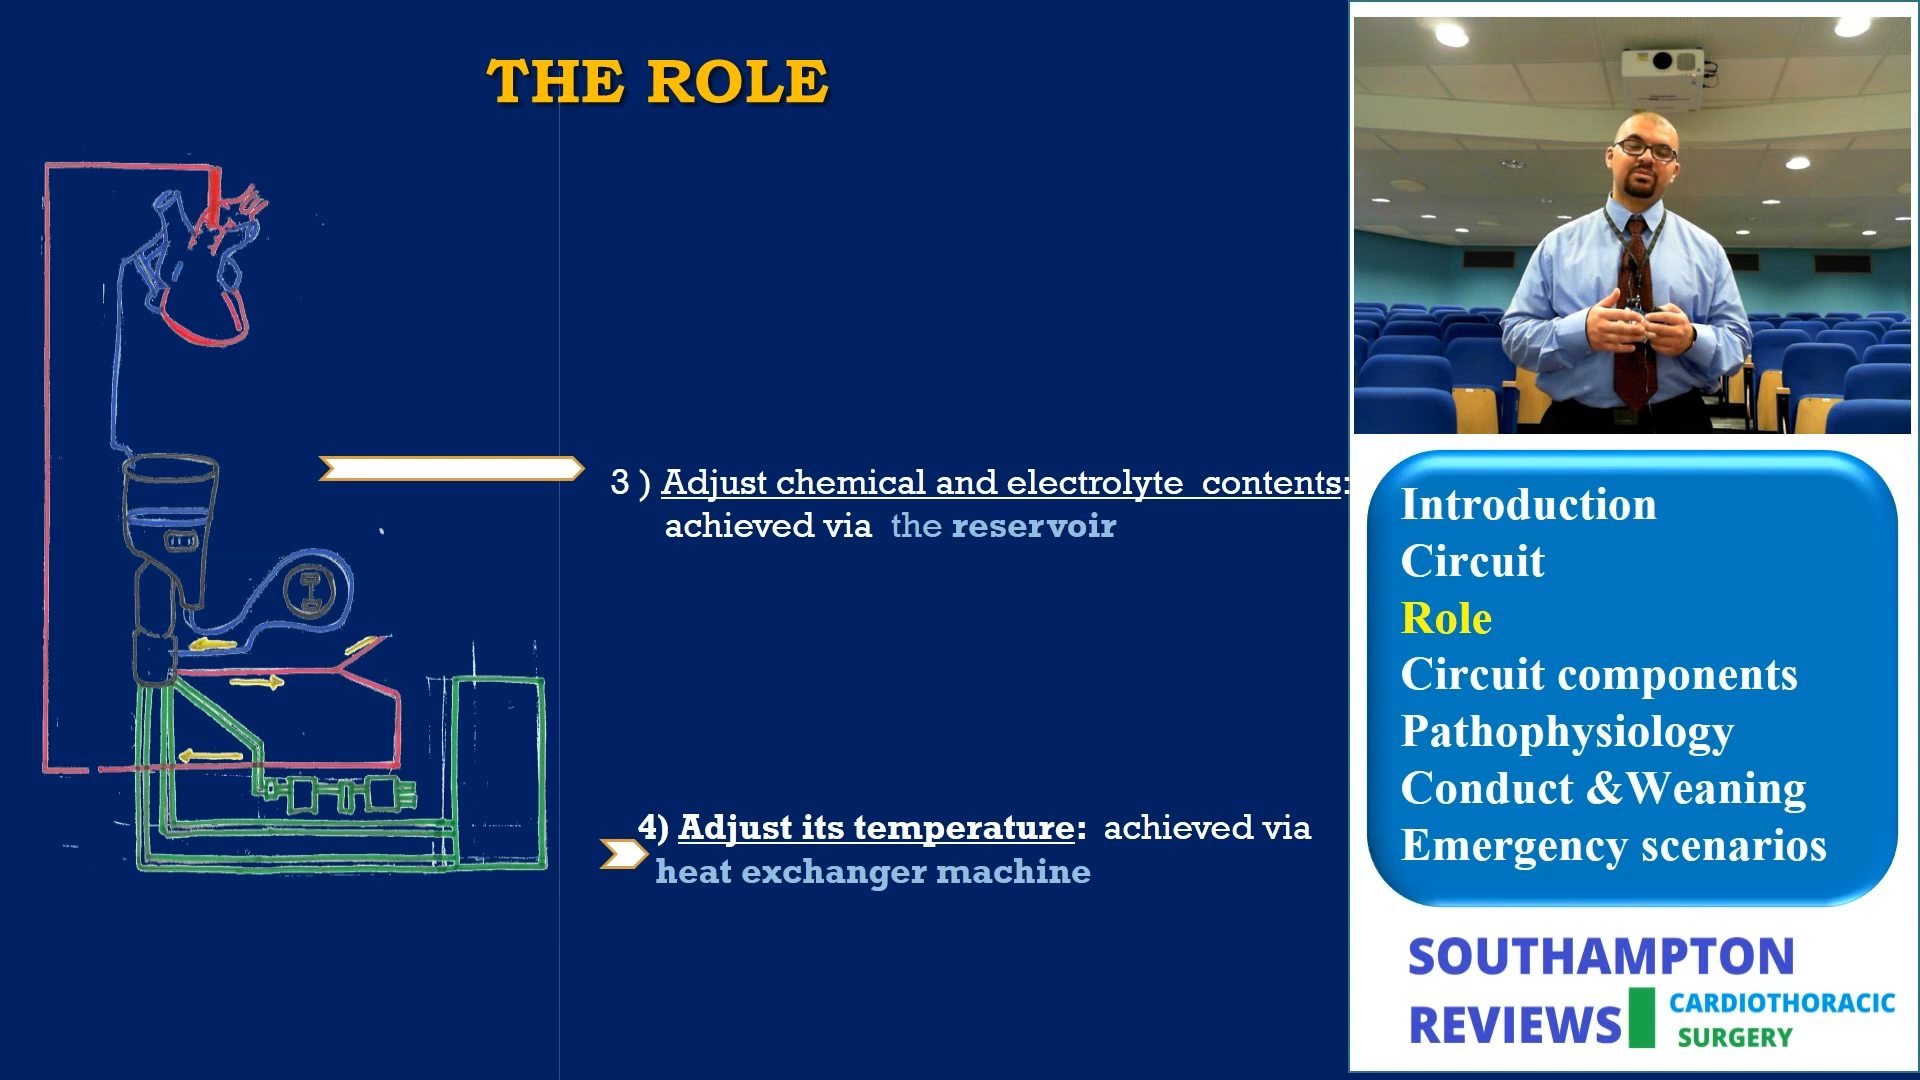 THE ROLE
3 ) Adjust chemical and electrolyte contents:
achieved via the reservoir
4) Adjust its temperature: achieved via
heat exchanger machine
Introduction
Circuit
Role
Circuit components
Pathophysiology
Conduct &Weaning
Emergency scenarios
SOUTHAMPTON
REVIEWS
CARDIOTHORACIC
SURGERY